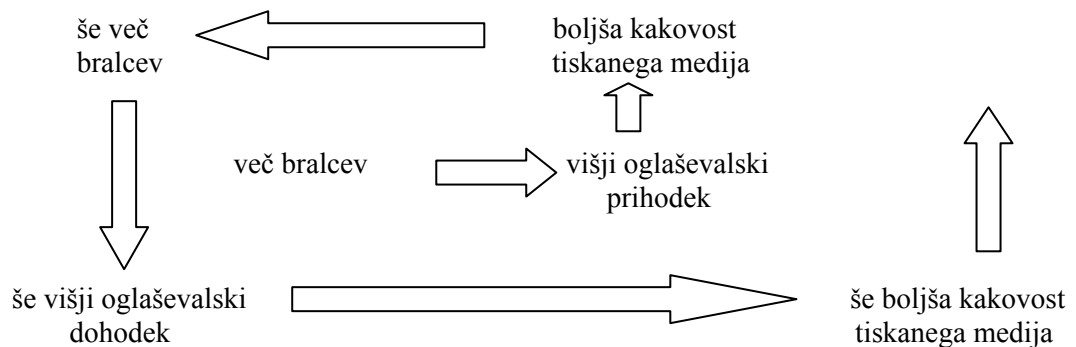 še več
bralcev
boljša kakovost
tiskanega medija
več bralcev
višji oglaševalski
prihodek
še višji oglaševalski
dohodek
še boljša kakovost
tiskanega medija